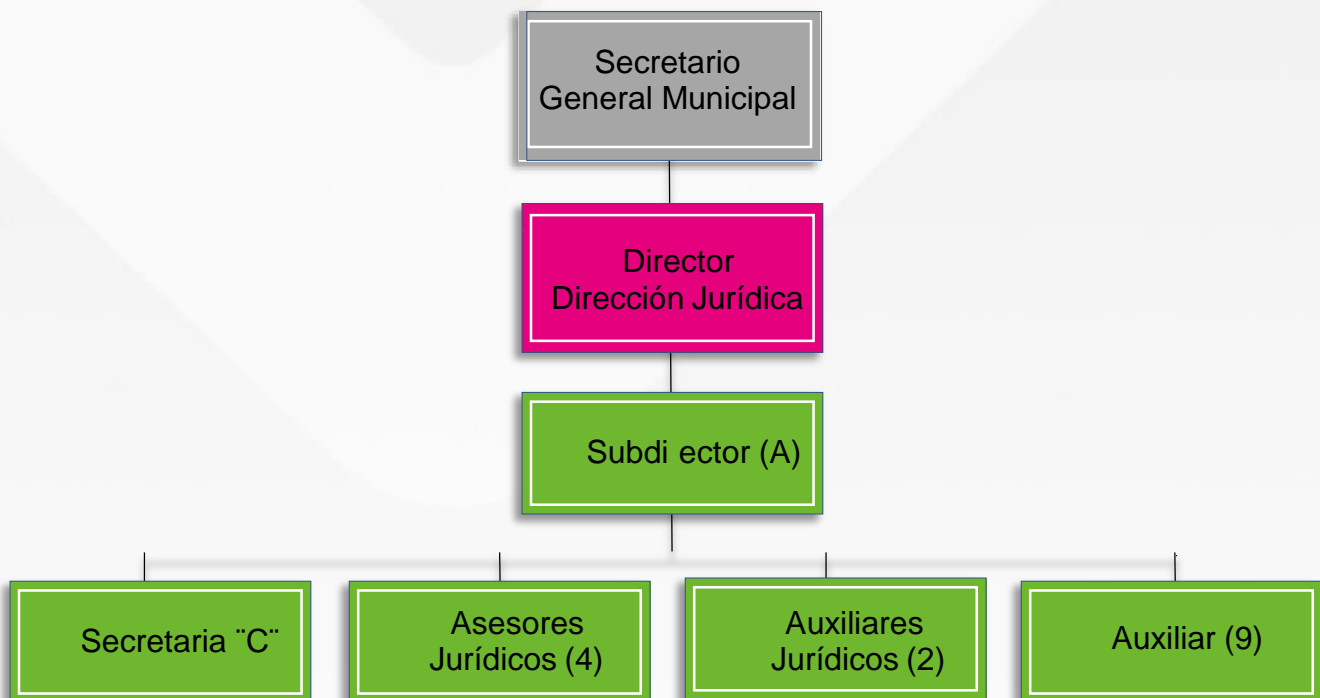 Secretario
General Municipal
Director
Dirección Jurídica
Subdi ector (A)
Secretaria ¨C¨
Asesores
Jurídicos (4)
Auxiliares
Jurídicos (2)
Auxiliar (9)